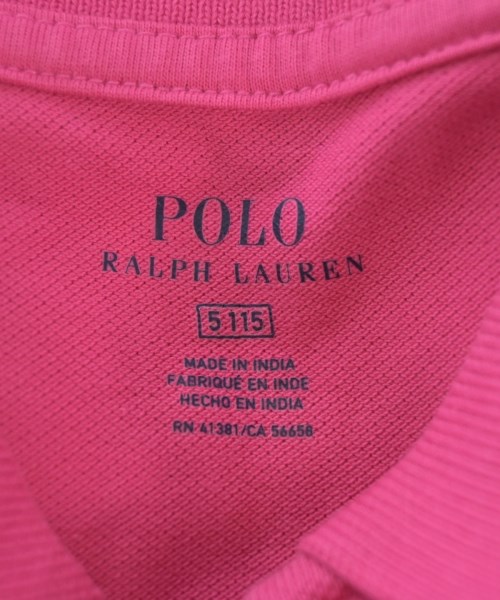 POLO
RALPH LAUREN
5 115
MADE IN INDIA
FABRIQUÉ EN INDE
HECHO EN INDIA
RN 41381/CA 56658